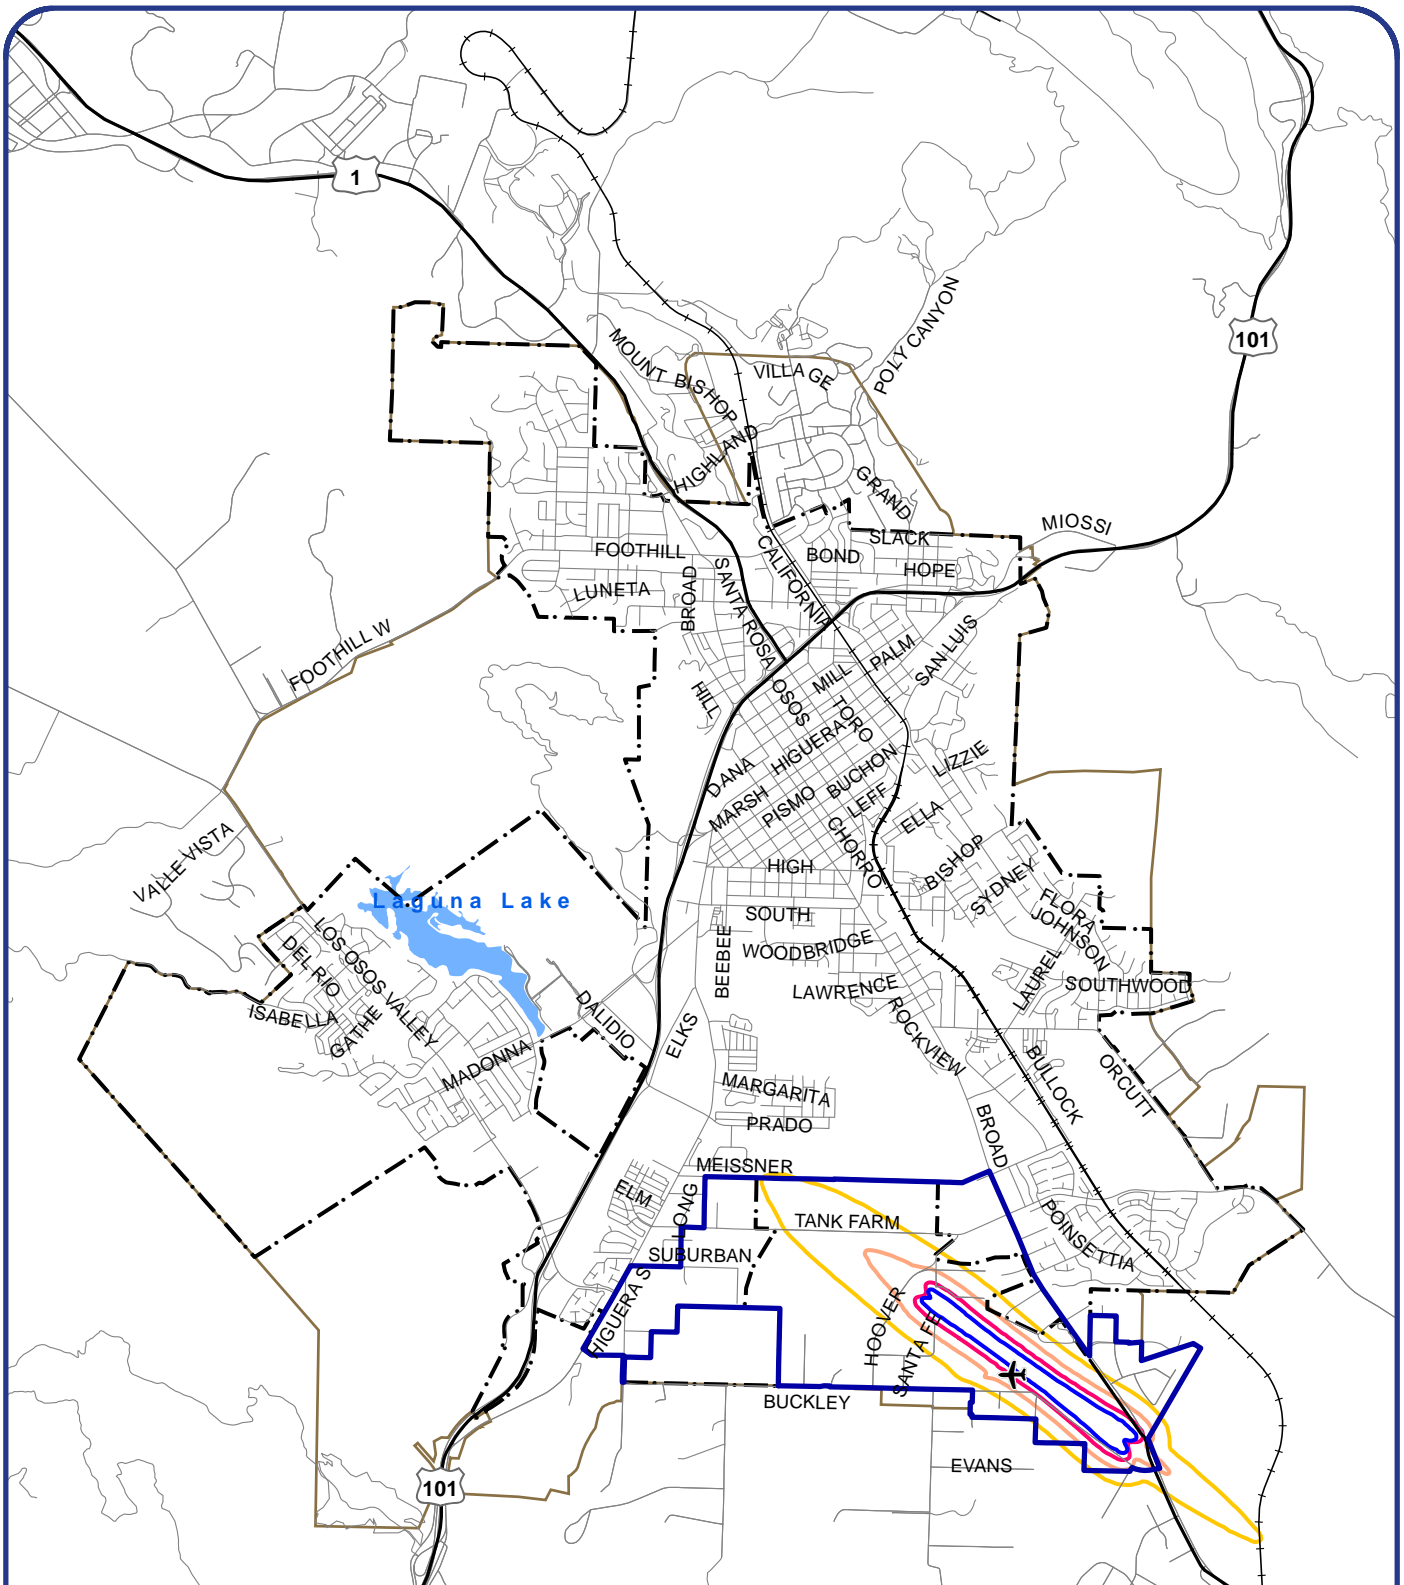 1
101
POLY CANYON
MOUNT BISHOP
VILLAGE
HIGHLAND
GRAND
MIOSSI
SLACK
FOOTHILL
CALIFORNIA
BOND
HOPE
LUNETA
BROAD
SANTA ROSA
FOOTHILL W
PALM
SAN LUIS
MILL
HILL
OSOS
TORO
HIGUERA
LIZZIE
DANA
BUCHON
MARSH
PISMO
LEFF
ELLA
CHORRO
VALLE VISTA
HIGH
BISHOP
SYDNEY
Laguna Lake
FLORA
SOUTH
JOHNSON
LOS OSOS VALLEY
DEL RIO
WOODBRIDGE
BEEBEE
LAUREL
SOUTHWOOD
LAWRENCE
ISABELLA
GATHE
DALIDIO
ROCKVIEW
ELKS
MADONNA
BULLOCK
ORCUTT
MARGARITA
BROAD
PRADO
MEISSNER
ELM
LONG
TANK FARM
POINSETTIA
SUBURBAN
HIGUERA S
HOOVER
SANTA FE
BUCKLEY
EVANS
101